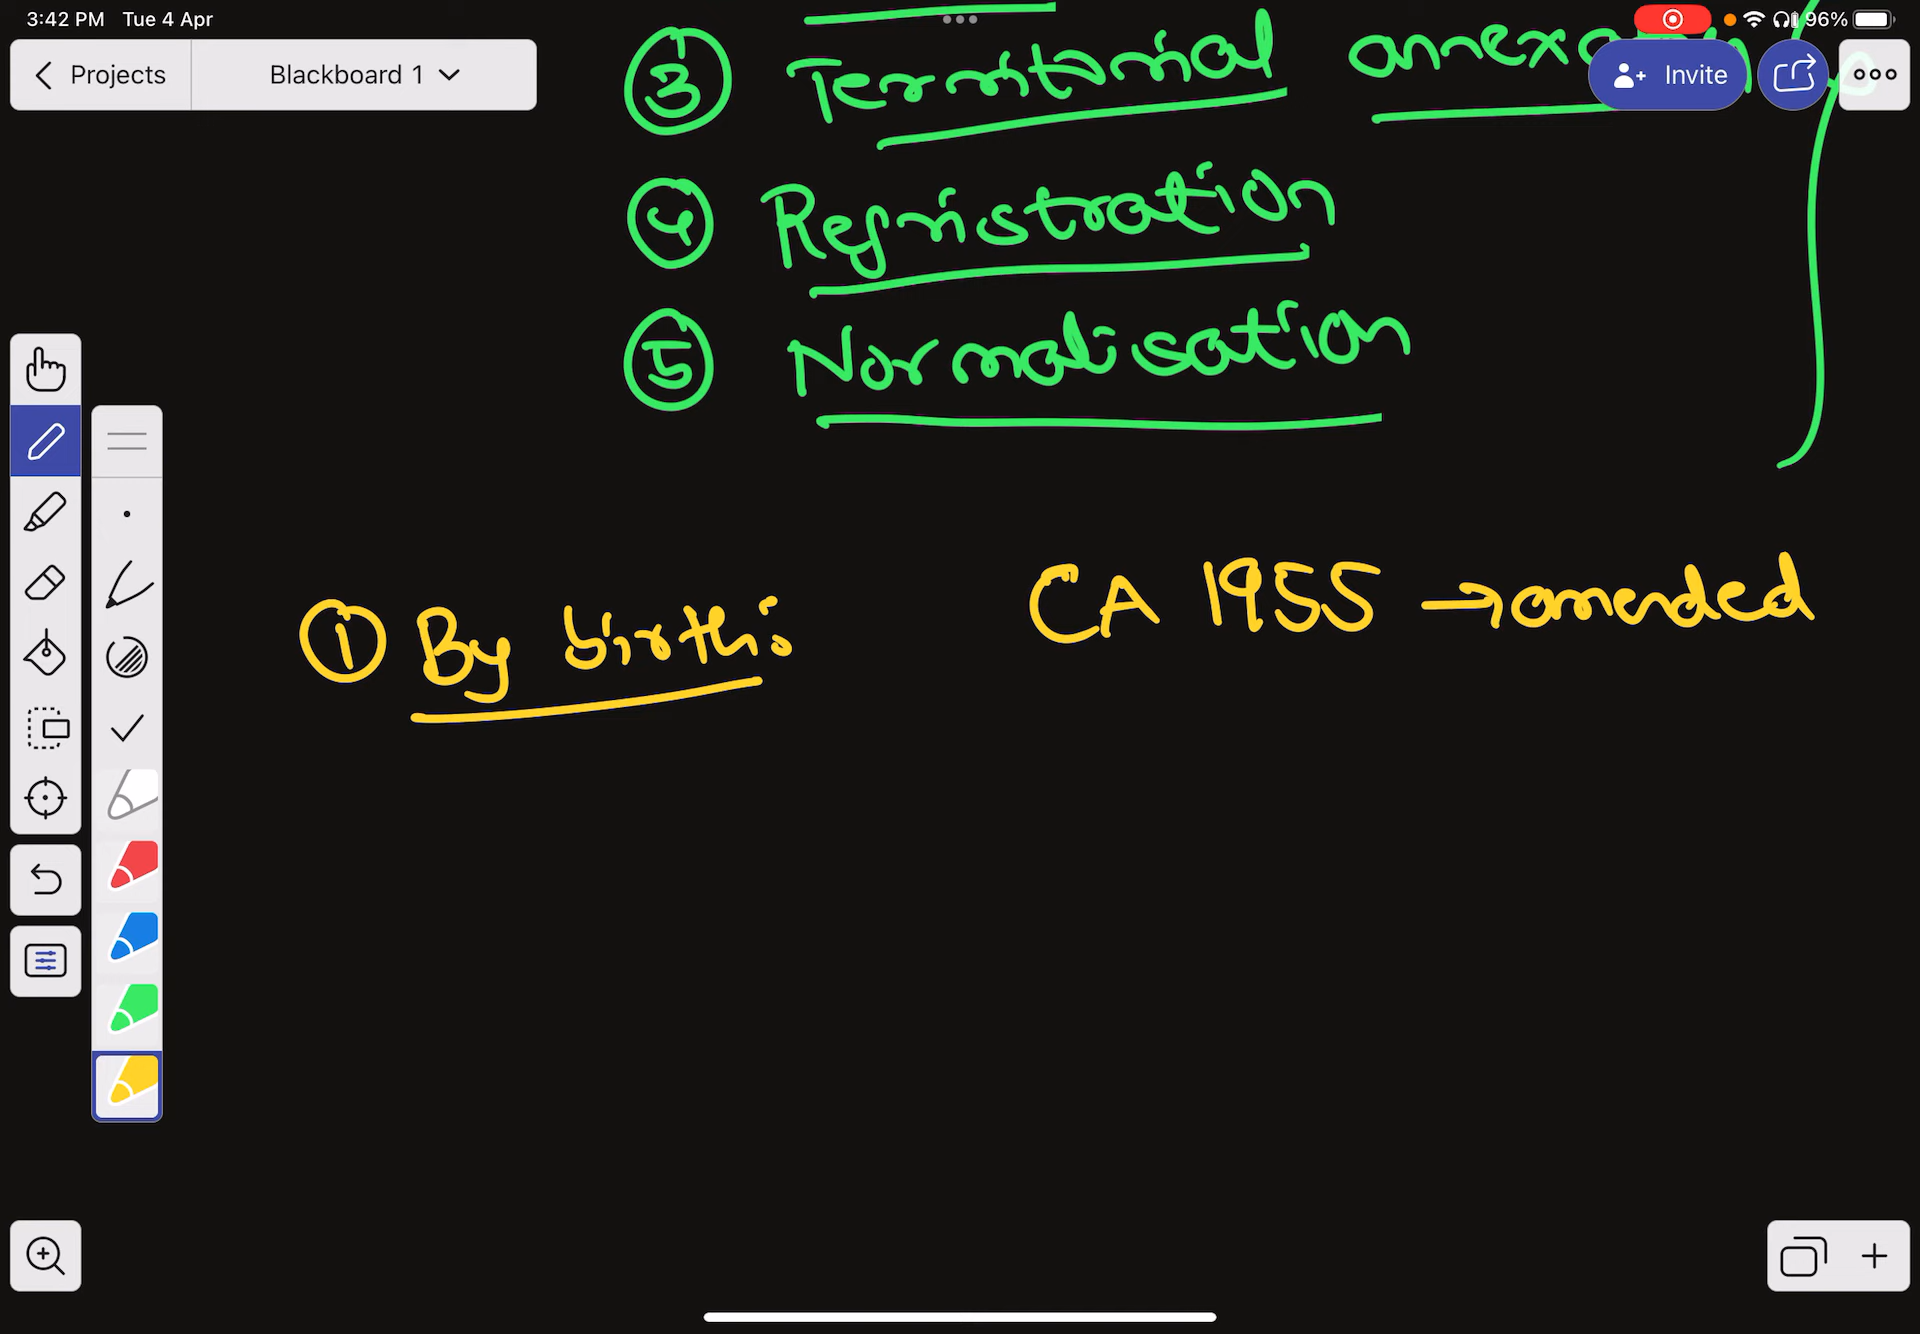 3:42 PM Tue 4 Apr
96%
Projects
Blackboard 1
Invite
3 Territorial
4 Registration
5 Normalisation
1 By birth:
CA 1955 → amended